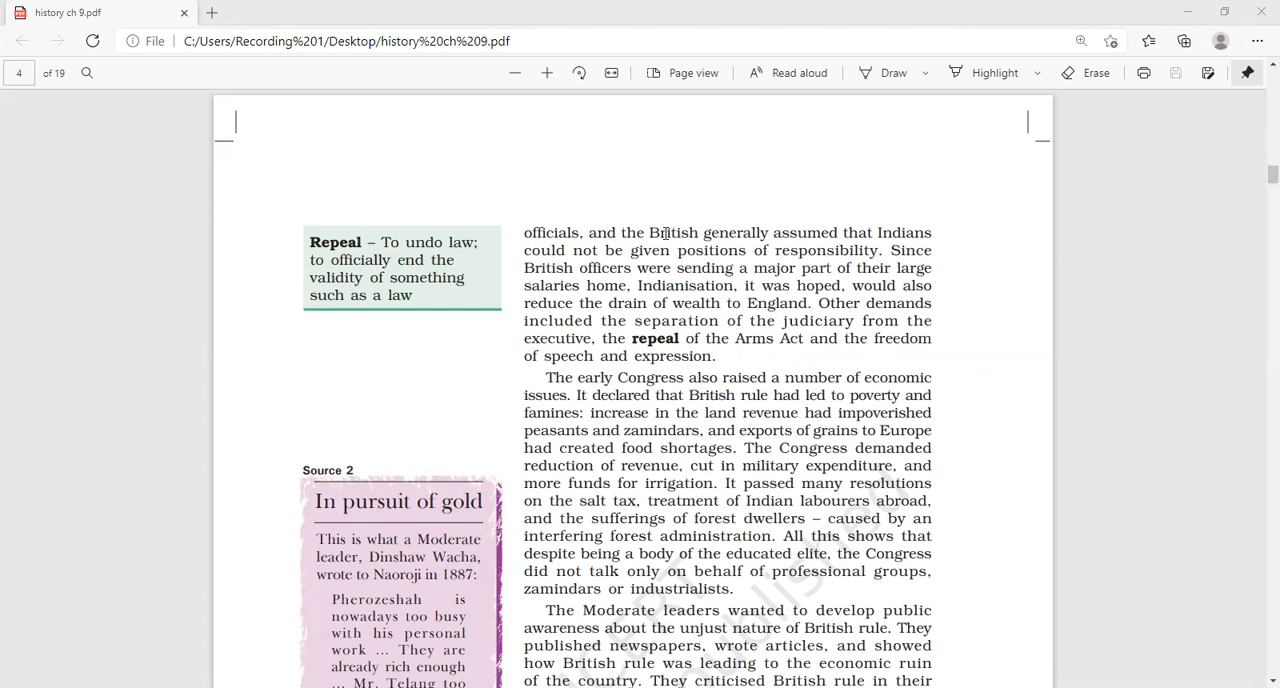 history ch 9.pdf
File
C:/Users/Recording%201/Desktop/history%20ch%209.pdf
4
of 19
Page view
Read aloud
Draw
Highlight
Erase
Repeal – To undo law;
to officially end the
validity of something
such as a law
officials, and the British generally assumed that Indians
could not be given positions of responsibility. Since
British officers were sending a major part of their large
salaries home, Indianisation, it was hoped, would also
reduce the drain of wealth to England. Other demands
included the separation of the judiciary from the
executive, the repeal of the Arms Act and the freedom
of speech and expression.
The early Congress also raised a number of economic
issues. It declared that British rule had led to poverty and
famines: increase in the land revenue had impoverished
peasants and zamindars, and exports of grains to Europe
had created food shortages. The Congress demanded
reduction of revenue, cut in military expenditure, and
more funds for irrigation. It passed many resolutions
on the salt tax, treatment of Indian labourers abroad,
and the sufferings of forest dwellers – caused by an
interfering forest administration. All this shows that
despite being a body of the educated elite, the Congress
did not talk only on behalf of professional groups,
zamindars or industrialists.
The Moderate leaders wanted to develop public
awareness about the unjust nature of British rule. They
published newspapers, wrote articles, and showed
how British rule was leading to the economic ruin
of the country. They criticised British rule in their
Source 2
In pursuit of gold
This is what a Moderate
leader, Dinshaw Wacha,
wrote to Naoroji in 1887:
Pherozeshah is
nowadays too busy
with his personal
work ... They are
already rich enough
... Mr. Telang too